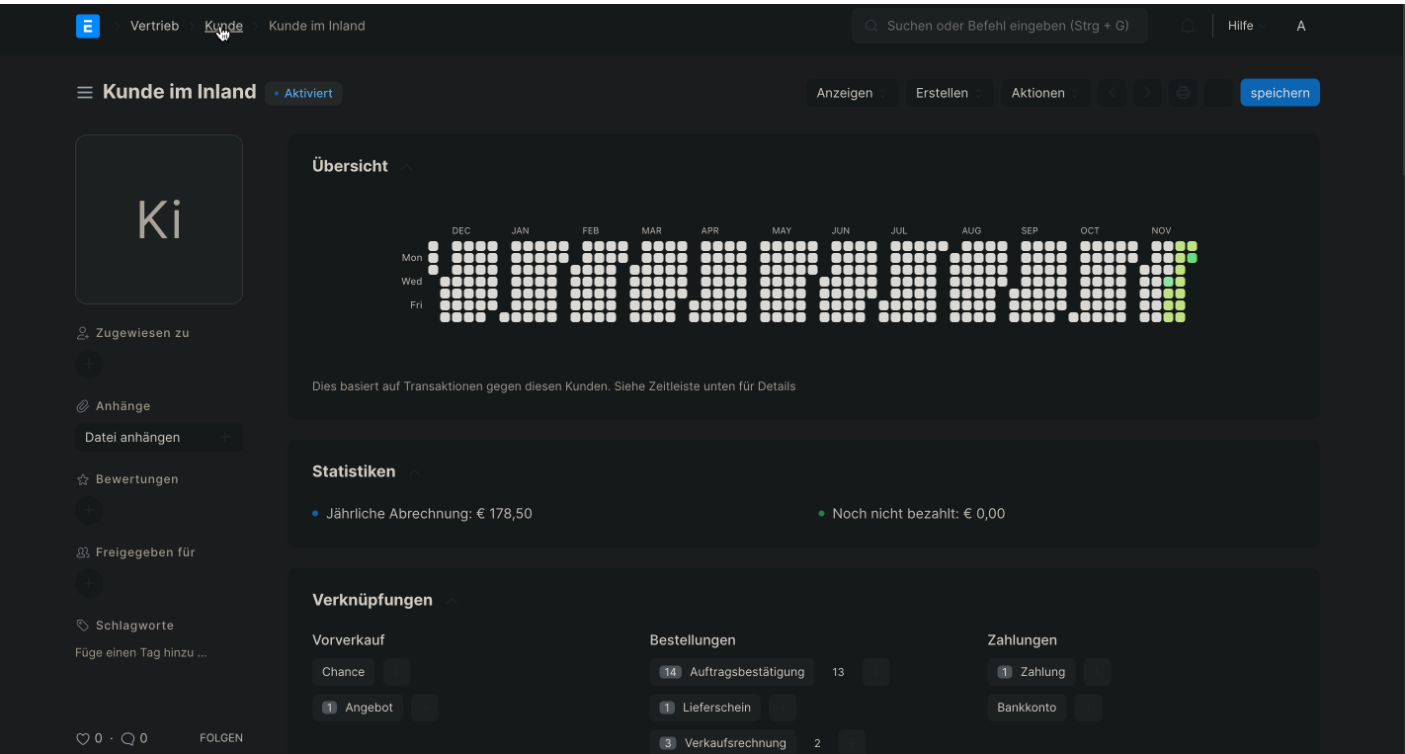 E Vertrieb Kunde Kunde im Inland Suchen oder Befehl eingeben (Strg + G) Hilfe A
Kunde im Inland Aktiviert Anzeigen Erstellen Aktionen speichern
Ki
Zugewiesen zu
Anhänge
Datei anhängen
Bewertungen
Freigegeben für
Schlagworte
Füge einen Tag hinzu ...
0 · 0 FOLGEN
Übersicht
DEC JAN FEB MAR APR MAY JUN JUL AUG SEP OCT NOV
Mon
Wed
Fri
Dies basiert auf Transaktionen gegen diesen Kunden. Siehe Zeitleiste unten für Details
Statistiken
Jährliche Abrechnung: € 178,50 Noch nicht bezahlt: € 0,00
Verknüpfungen
Vorverkauf Bestellungen Zahlungen
Chance 14 Auftragsbestätigung 13 1 Zahlung
1 Angebot 1 Lieferschein Bankkonto
3 Verkaufsrechnung 2